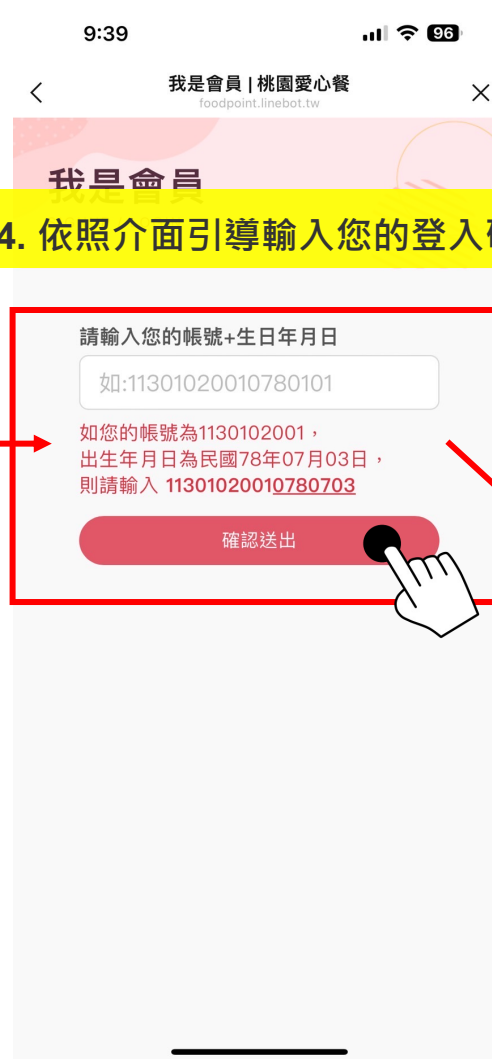 9:39
96
我是會員 | 桃園愛心餐
foodpoint.linebot.tw
我是會員
4. 依照介面引導輸入您的登入
請輸入您的帳號+生日年月日
如:11301020010780101
如您的帳號為1130102001，
出生年月日為民國78年07月03日，
則請輸入 11301020010780703
確認送出